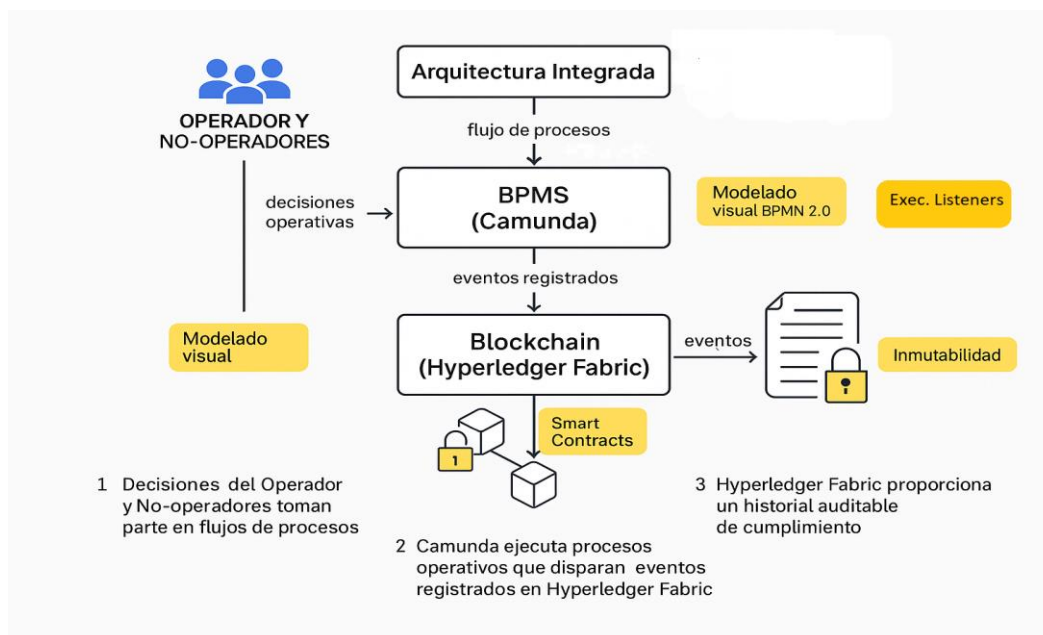 Arquitectura Integrada
OPERADOR Y
NO-OPERADORES
flujo de procesos
decisiones
operativas
BPMS
(Camunda)
Modelado
visual BPMN 2.0
Exec. Listeners
eventos registrados
Modelado
visual
Blockchain
(Hyperledger Fabric)
eventos
Inmutabilidad
Smart
Contracts
1
1 Decisiones del Operador
y No-operadores toman
parte en flujos de procesos
2 Camunda ejecuta procesos
operativos que disparan eventos
registrados en Hyperledger Fabric
3 Hyperledger Fabric proporciona
un historial auditable
de cumplimiento